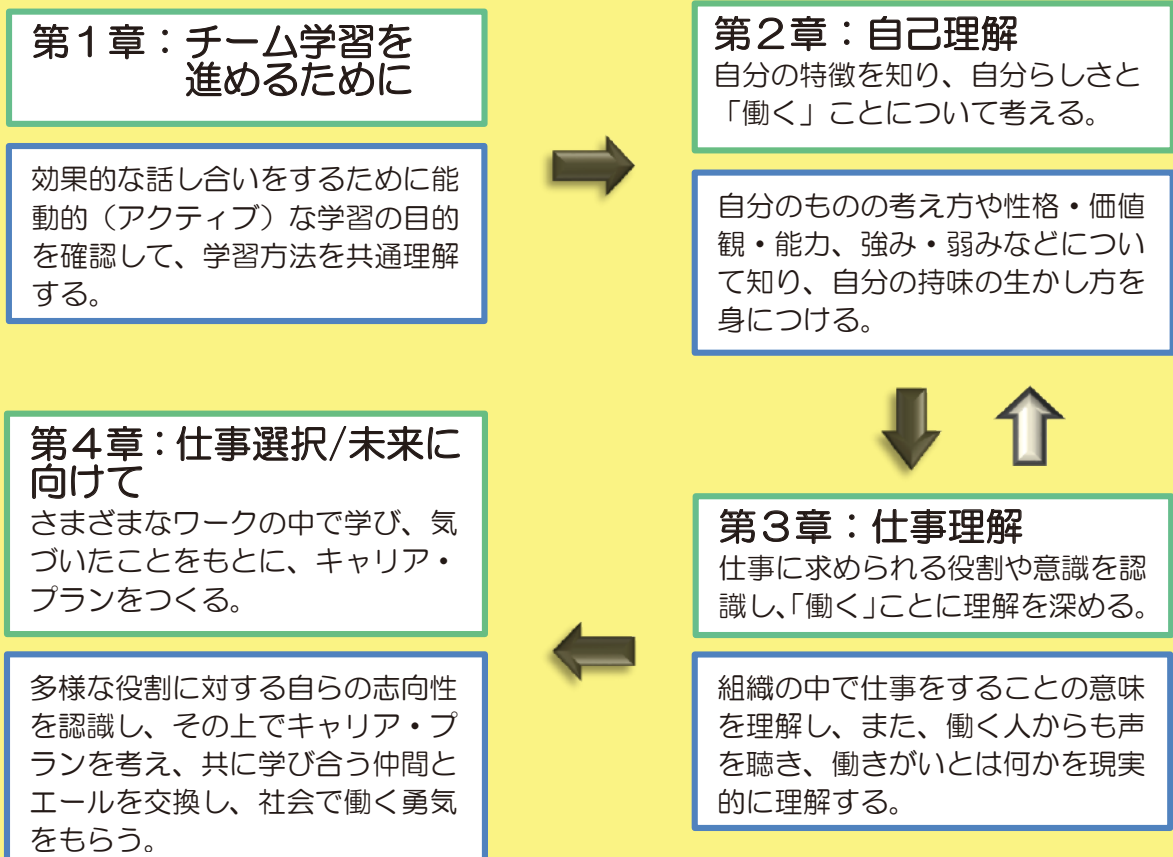 第１章：チーム学習を
進めるために
効果的な話し合いをするために能
動的（アクティブ）な学習の目的
を確認して、学習方法を共通理解
する。
第２章：自己理解
自分の特徴を知り、自分らしさと
「働く」ことについて考える。
自分のものの考え方や性格・価値
観・能力、強み・弱みなどについ
て知り、自分の持味の生かし方を
身につける。
第３章：仕事理解
仕事に求められる役割や意識を認
識し、「働く」ことに理解を深める。
組織の中で仕事をすることの意味
を理解し、また、働く人からも声
を聴き、働きがいとは何かを現実
的に理解する。
第４章：仕事選択/未来に
向けて
さまざまなワークの中で学び、気
づいたことをもとに、キャリア・
プランをつくる。
多様な役割に対する自らの志向性
を認識し、その上でキャリア・プ
ランを考え、共に学び合う仲間と
エールを交換し、社会で働く勇気
をもらう。